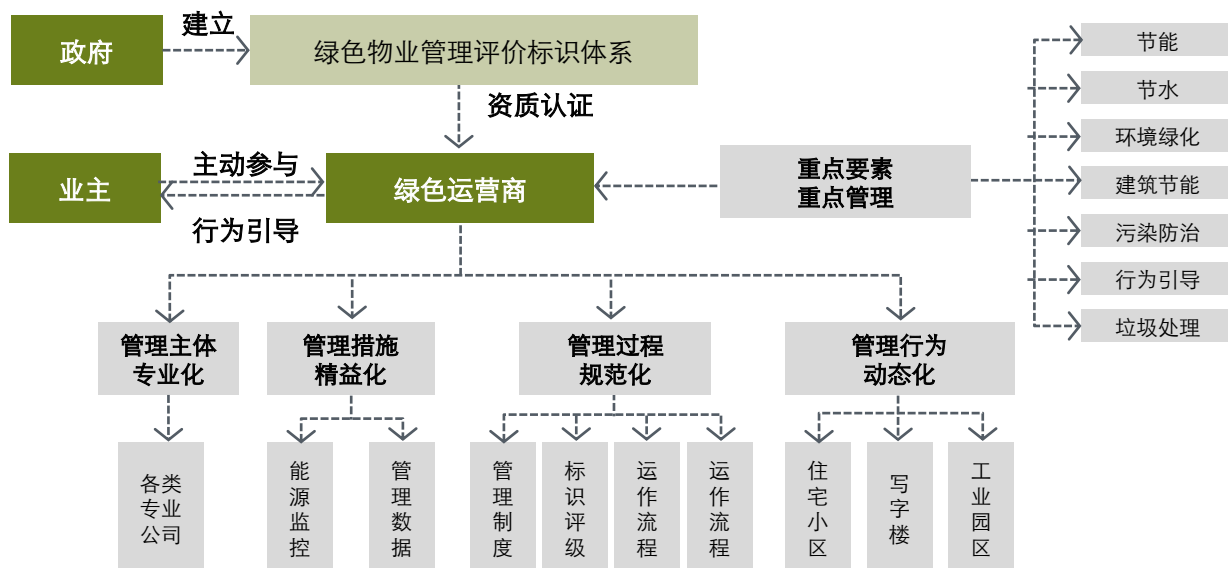 政府
建立
绿色物业管理评价标识体系
资质认证
业主
主动参与
行为引导
绿色运营商
重点要素
重点管理
节能
节水
环境绿化
建筑节能
污染防治
行为引导
垃圾处理
管理主体
专业化
管理措施
精益化
管理过程
规范化
管理行为
动态化
各类
专业
公司
能源监控
管理数据
管理制度
标识评级
运作流程
运作流程
住宅小区
写字楼
工业园区